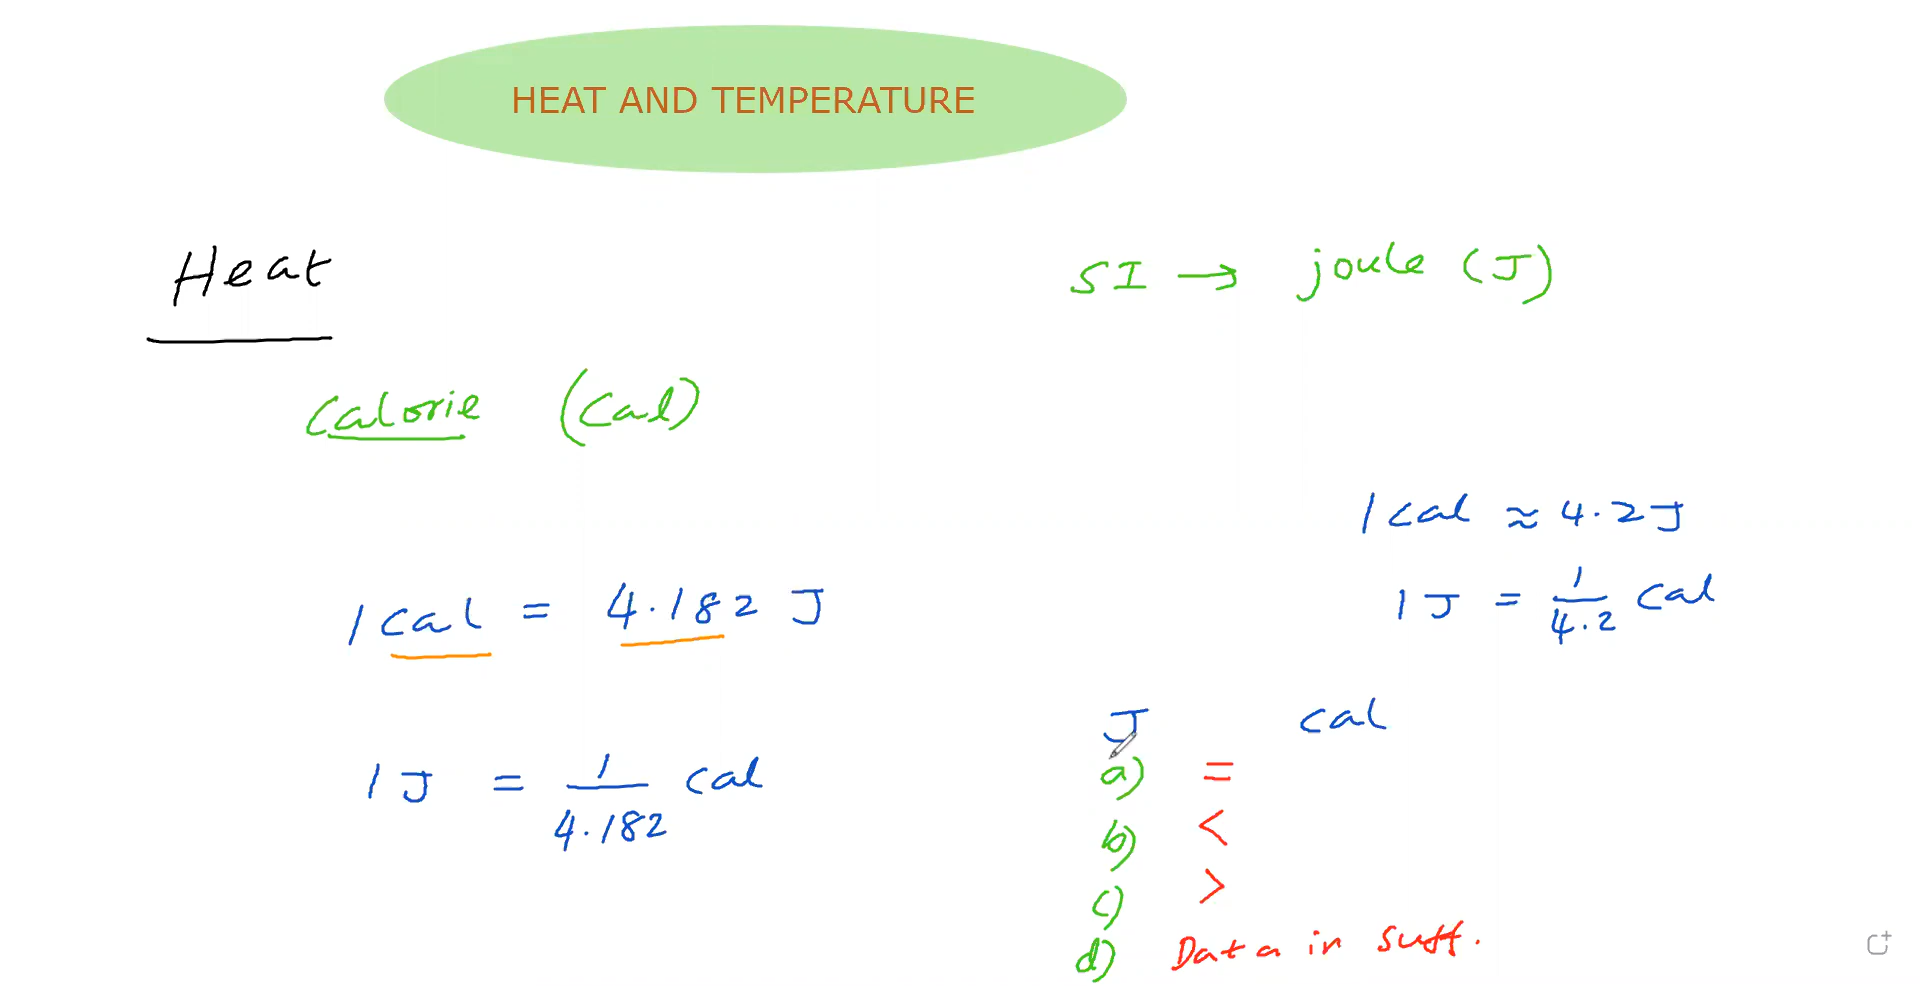 HEAT AND TEMPERATURE
Heat
SI → joule (J)
Calorie (Cal)
1 Cal ≈ 4.2 J
1 J = 1/4.2 Cal
1 Cal = 4.182 J
1 J = 1/4.182 Cal
J Cal
a) =
b) <
c) >
d) Data in suff.